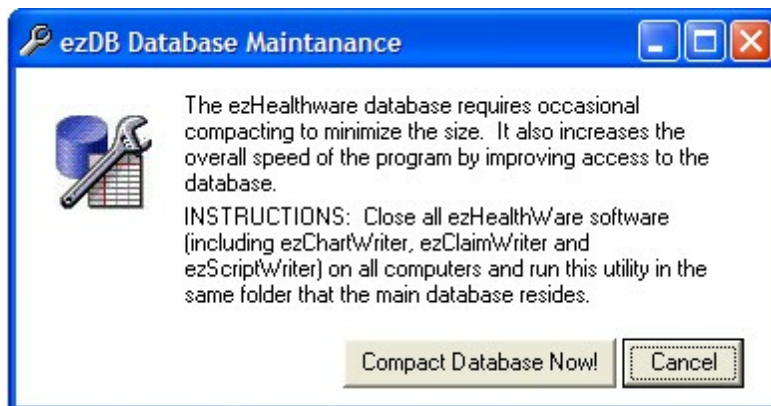 ezDB Database Maintanance
The ezHealthware database requires occasional
compacting to minimize the size.  It also increases the
overall speed of the program by improving access to the
database.
INSTRUCTIONS:  Close all ezHealthWare software
(including ezChartWriter, ezClaimWriter and
ezScriptWriter) on all computers and run this utility in the
same folder that the main database resides.
Compact Database Now! Cancel